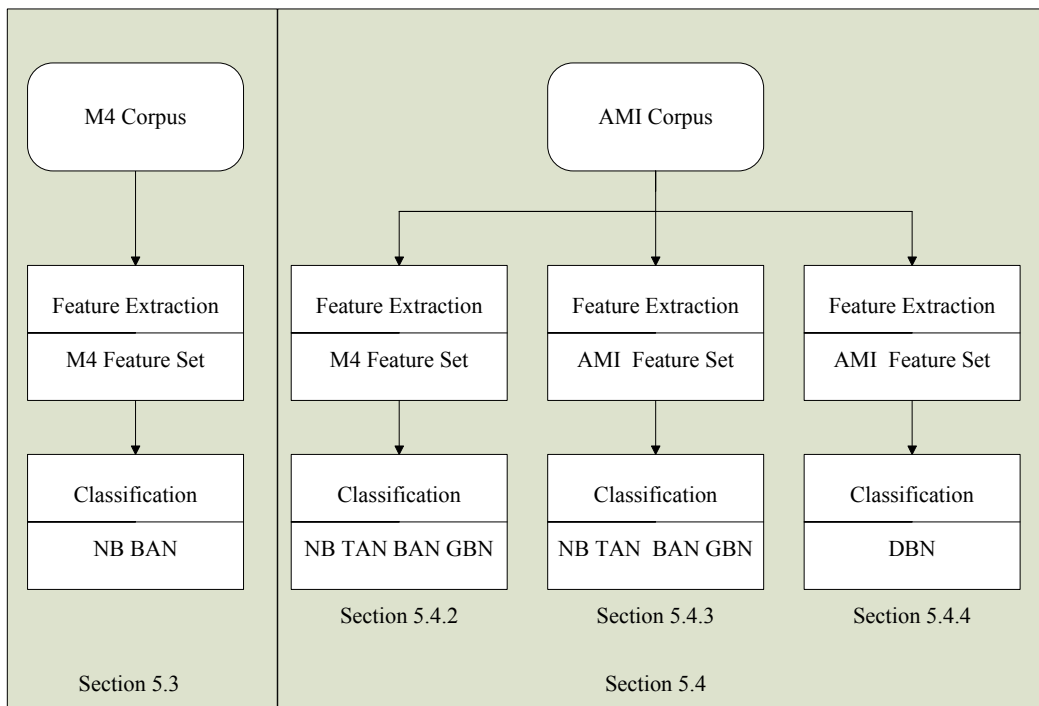 M4 Corpus
AMI Corpus
Feature Extraction
M4 Feature Set
Feature Extraction
M4 Feature Set
Feature Extraction
AMI  Feature Set
Feature Extraction
AMI  Feature Set
Classification
NB BAN
Classification
NB TAN BAN GBN
Classification
NB TAN  BAN GBN
Classification
DBN
Section 5.4.2
Section 5.4.3
Section 5.4.4
Section 5.3
Section 5.4